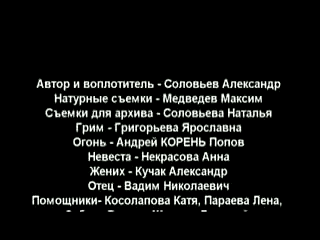 Автор и воплотитель - Соловьев Александр
Натурные съемки - Медведев Максим
Съемки для архива - Соловьева Наталья
Грим - Григорьева Ярославна
Огонь - Андрей КОРЕНЬ Попов
Невеста - Некрасова Анна
Жених - Кучак Александр
Отец - Вадим Николаевич
Помощники- Косолапова Катя, Параева Лена,